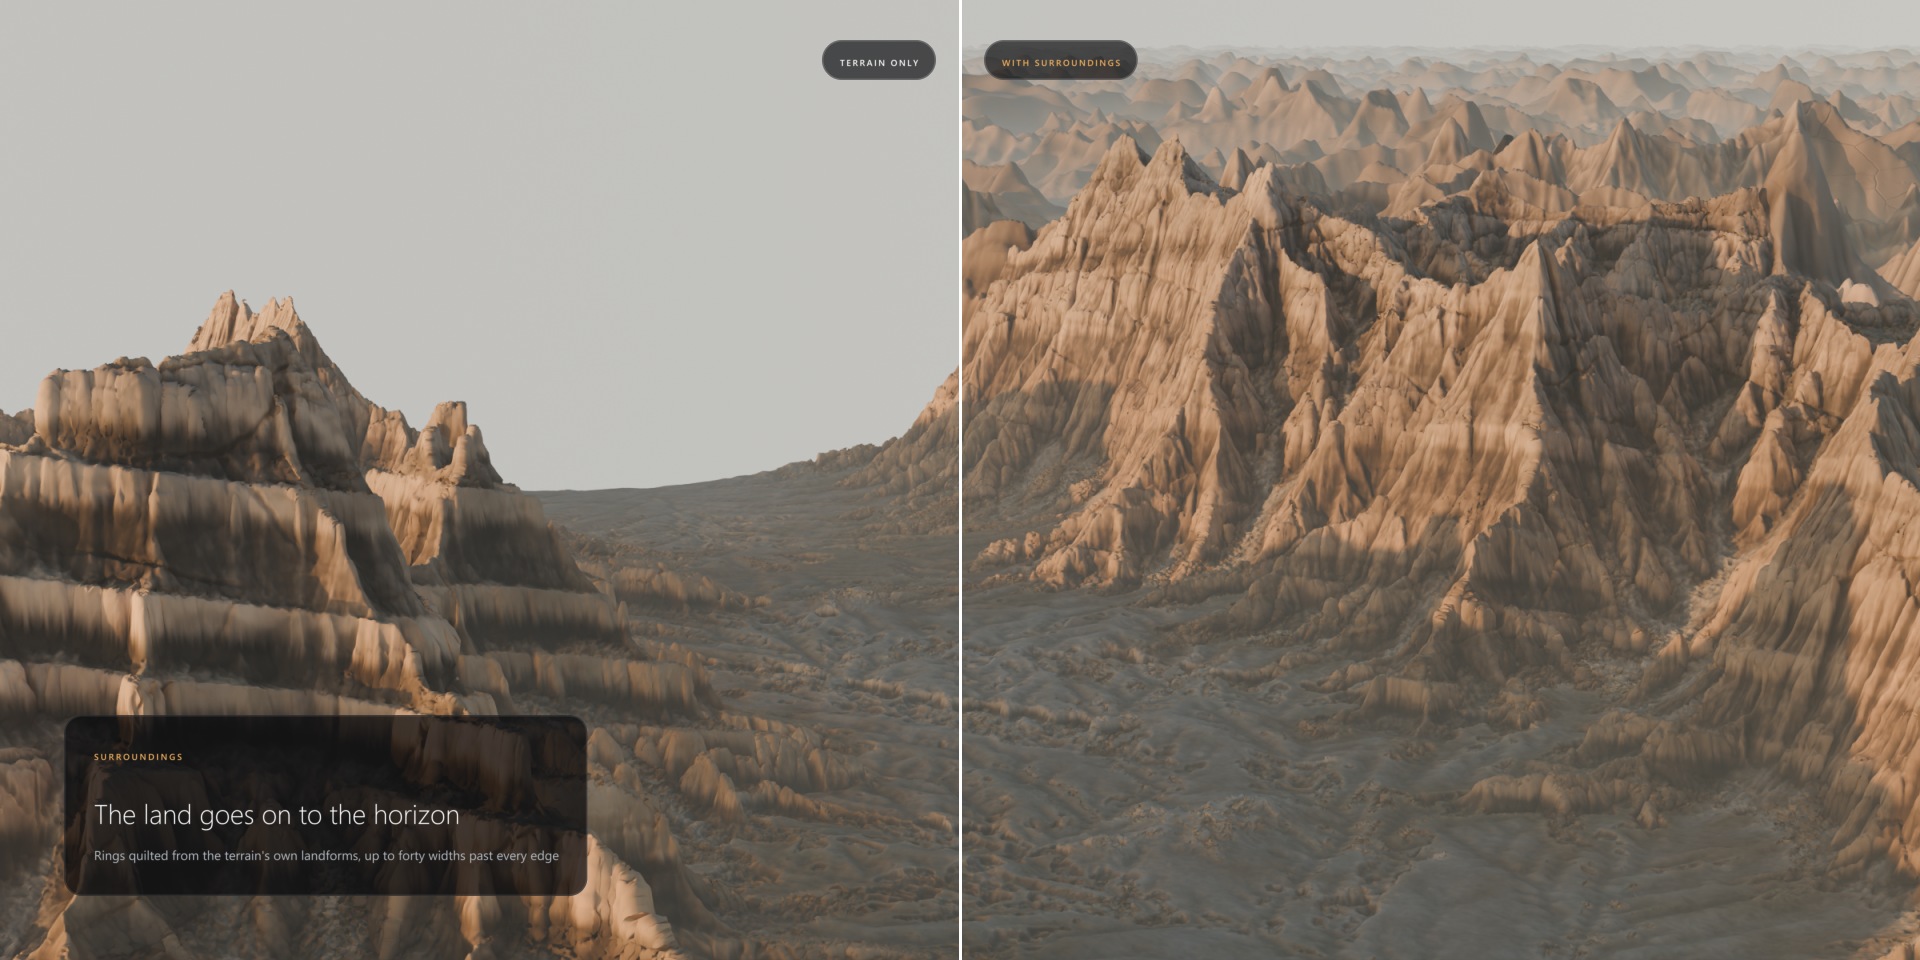 TERRAIN ONLY
WITH SURROUNDINGS
SURROUNDINGS
The land goes on to the horizon
Rings quilted from the terrain's own landforms, up to forty widths past every edge